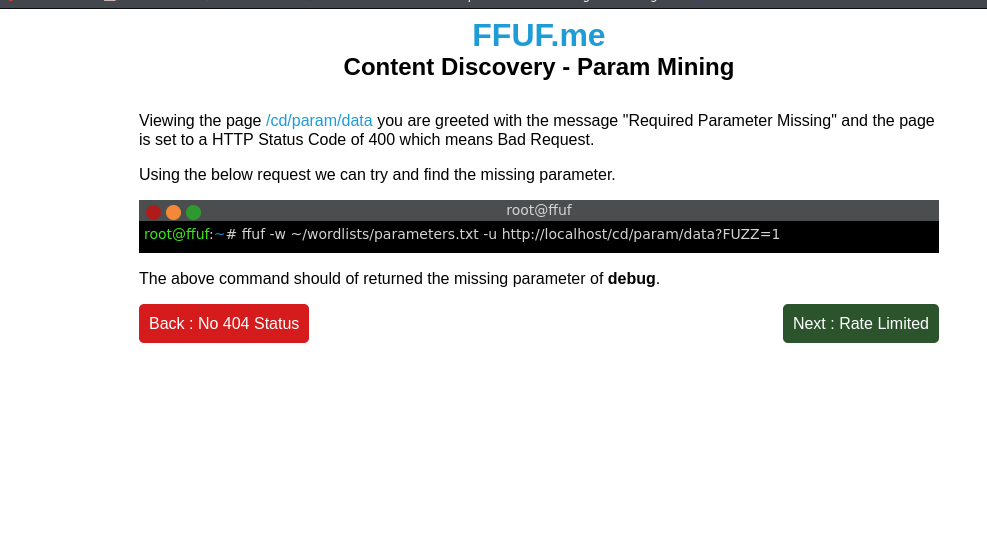 FFUF.me
Content Discovery - Param Mining
Viewing the page /cd/param/data you are greeted with the message "Required Parameter Missing" and the page
is set to a HTTP Status Code of 400 which means Bad Request.
Using the below request we can try and find the missing parameter.
root@ffuf
root@ffuf:~# ffuf -w ~/wordlists/parameters.txt -u http://localhost/cd/param/data?FUZZ=1
The above command should of returned the missing parameter of debug.
Back : No 404 Status
Next : Rate Limited